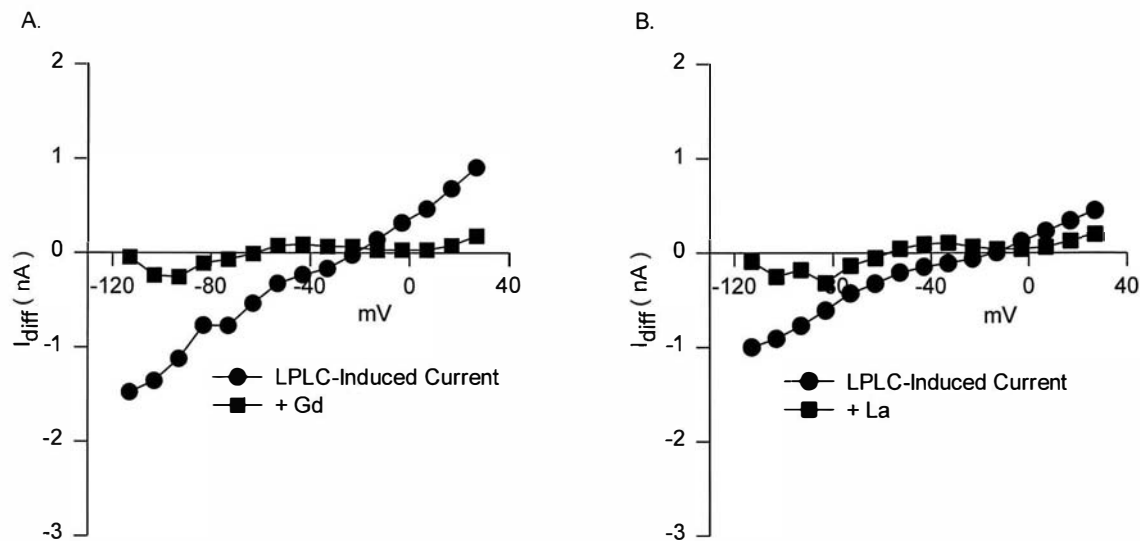 A.
2
1
0
-1
-2
-3
I_diff ( nA )
-120
-80
-40
0
40
mV
LPLC-Induced Current
+ Gd
B.
2
1
0
-1
-2
-3
I_diff ( nA )
-120
-80
-40
0
40
mV
LPLC-Induced Current
+ La